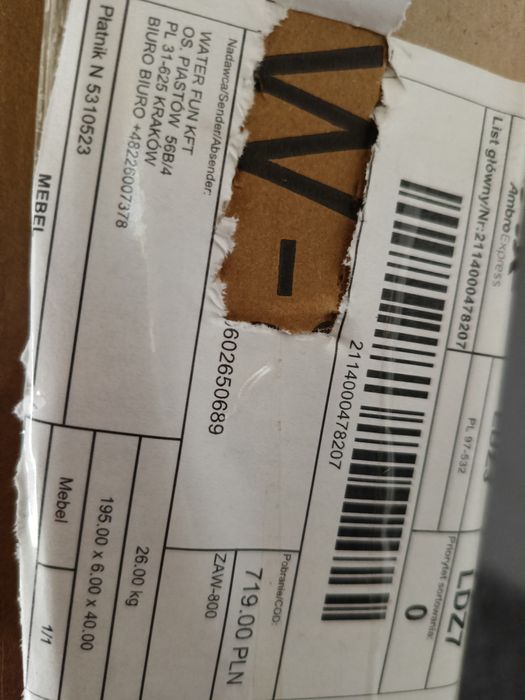 Ambro Express
List główny/Nr:2114000478207
PL 97-532
LDZ7
Priorytet sortowania:
0
2114000478207
W -
Nadawca/Sender/Absender:
WATER FUN KFT
OS. PIASTÓW 56B/4
PL 31-625 KRAKÓW
BIURO BIURO +48226007378
Płatnik N 5310523
0602650689
Pobranie/COD:
719.00 PLN
ZAW-800
26.00 kg
195.00 x 6.00 x 40.00
MEBEL
Mebel
1/1